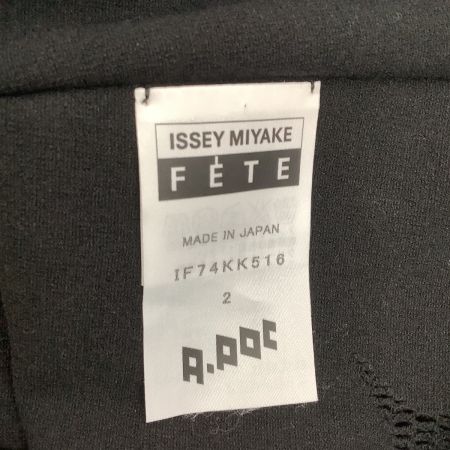 ISSEY MIYAKE
FÊTE
MADE IN JAPAN
IF74KK516
2
A.POC